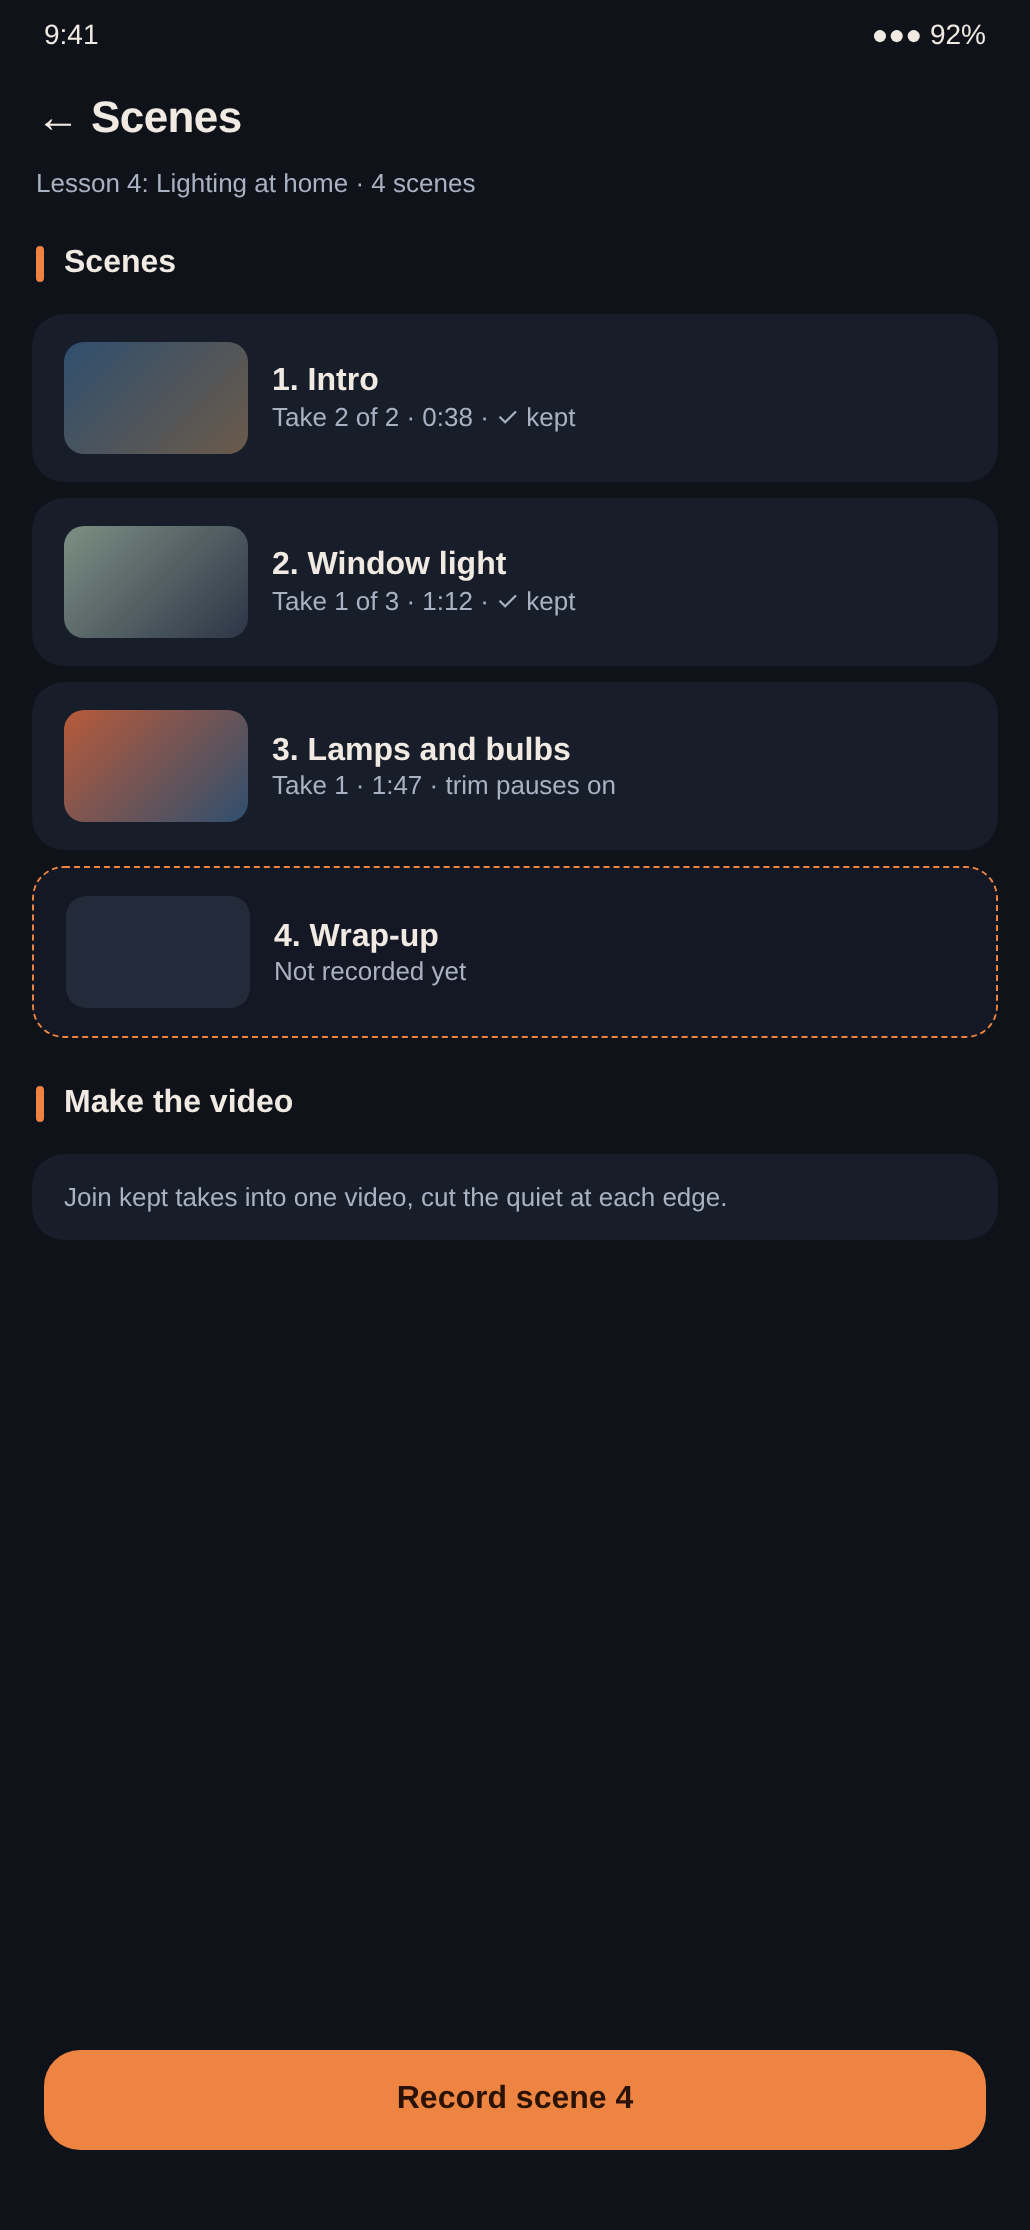 9:41 ●●● 92%
← Scenes
Lesson 4: Lighting at home · 4 scenes
Scenes
1. Intro
Take 2 of 2 · 0:38 · ✓ kept
2. Window light
Take 1 of 3 · 1:12 · ✓ kept
3. Lamps and bulbs
Take 1 · 1:47 · trim pauses on
4. Wrap-up
Not recorded yet
Make the video
Join kept takes into one video, cut the quiet at each edge.
Record scene 4